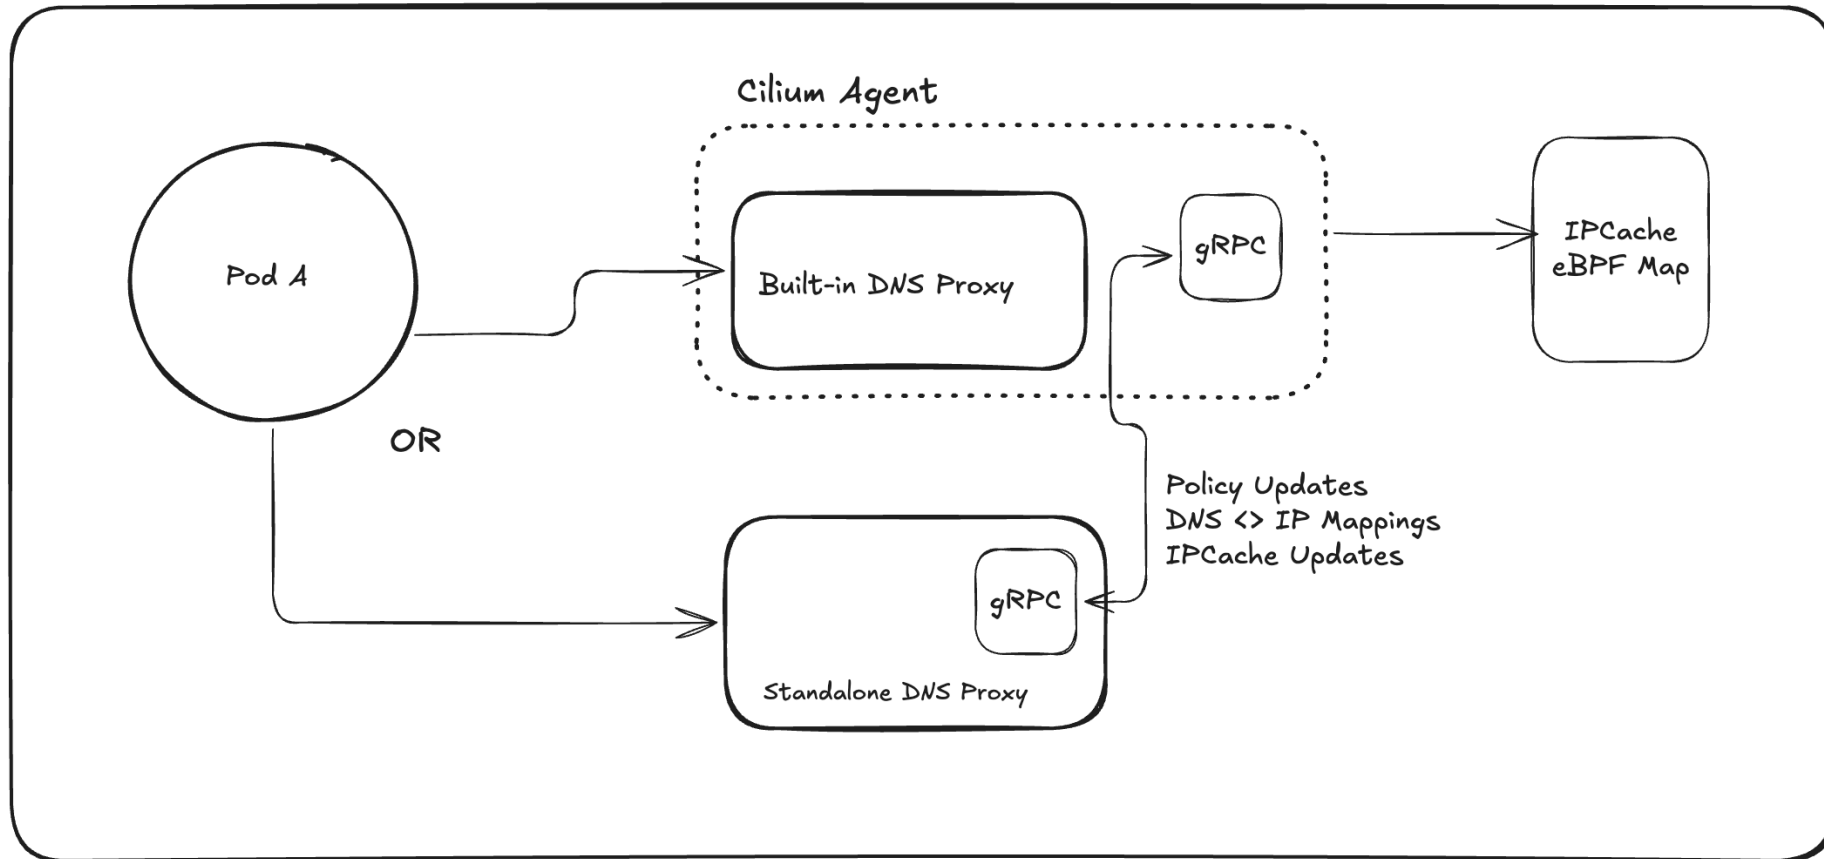 Cilium Agent
Pod A
Built-in DNS Proxy
gRPC
IPCache
eBPF Map
OR
Policy Updates
DNS <> IP Mappings
IPCache Updates
gRPC
Standalone DNS Proxy